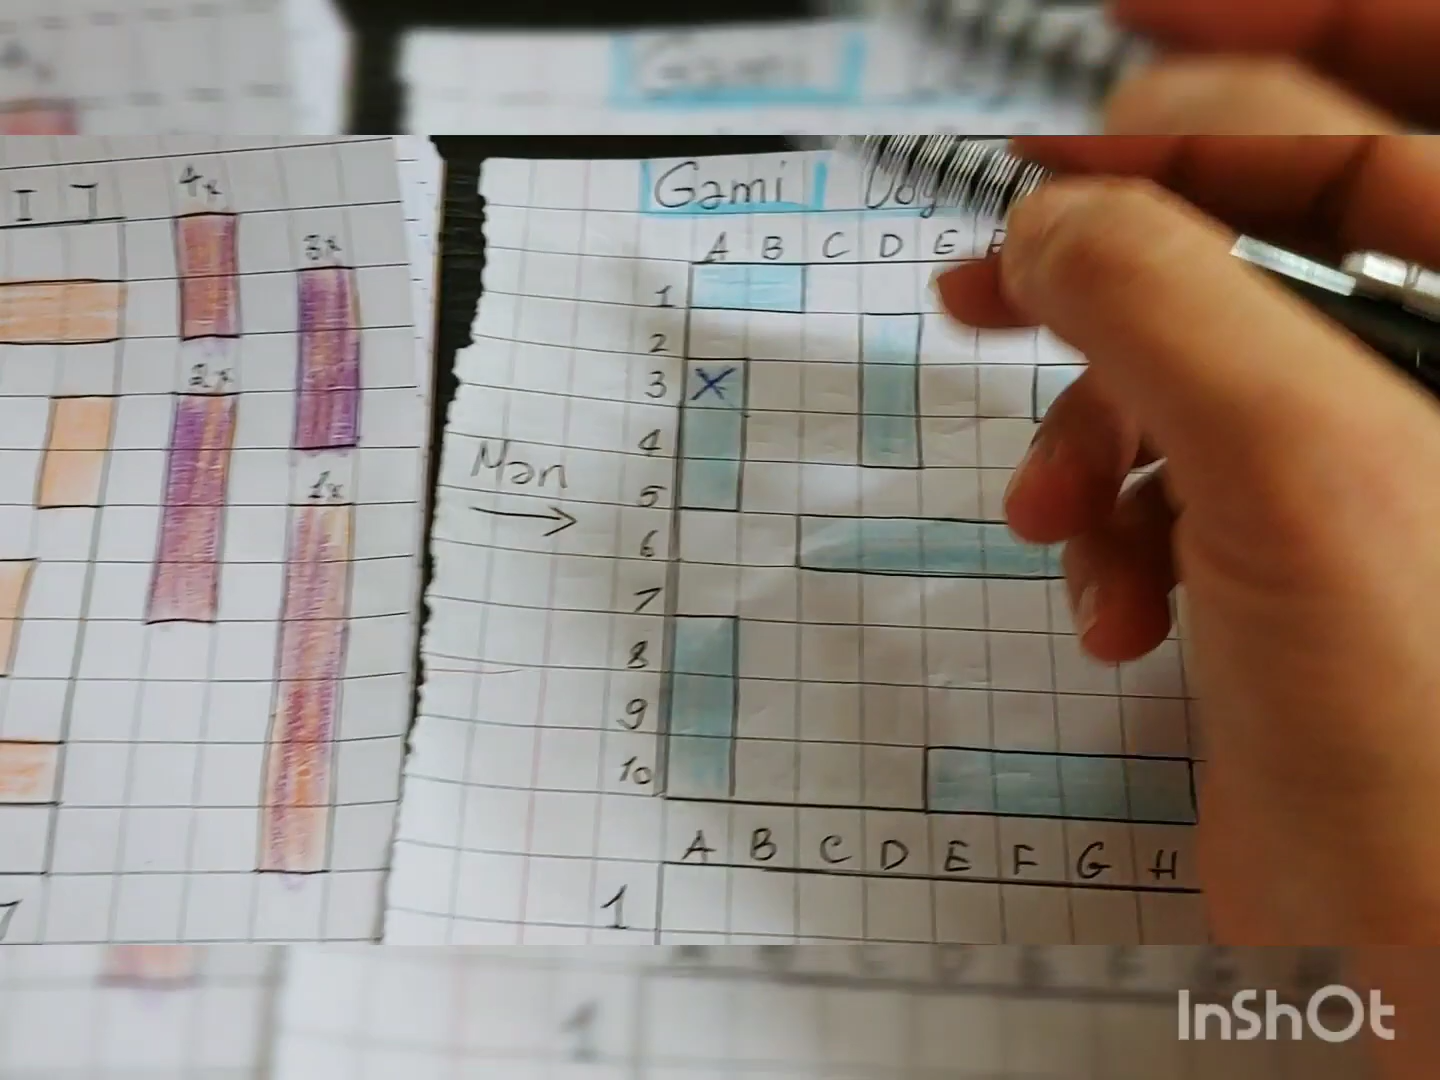 I J
4x
3x
2x
1x
Gəmi
A B C D E F
1
2
3 X
4
5
6
7
8
9
10
Mən
A B C D E F G H
1
InShOt